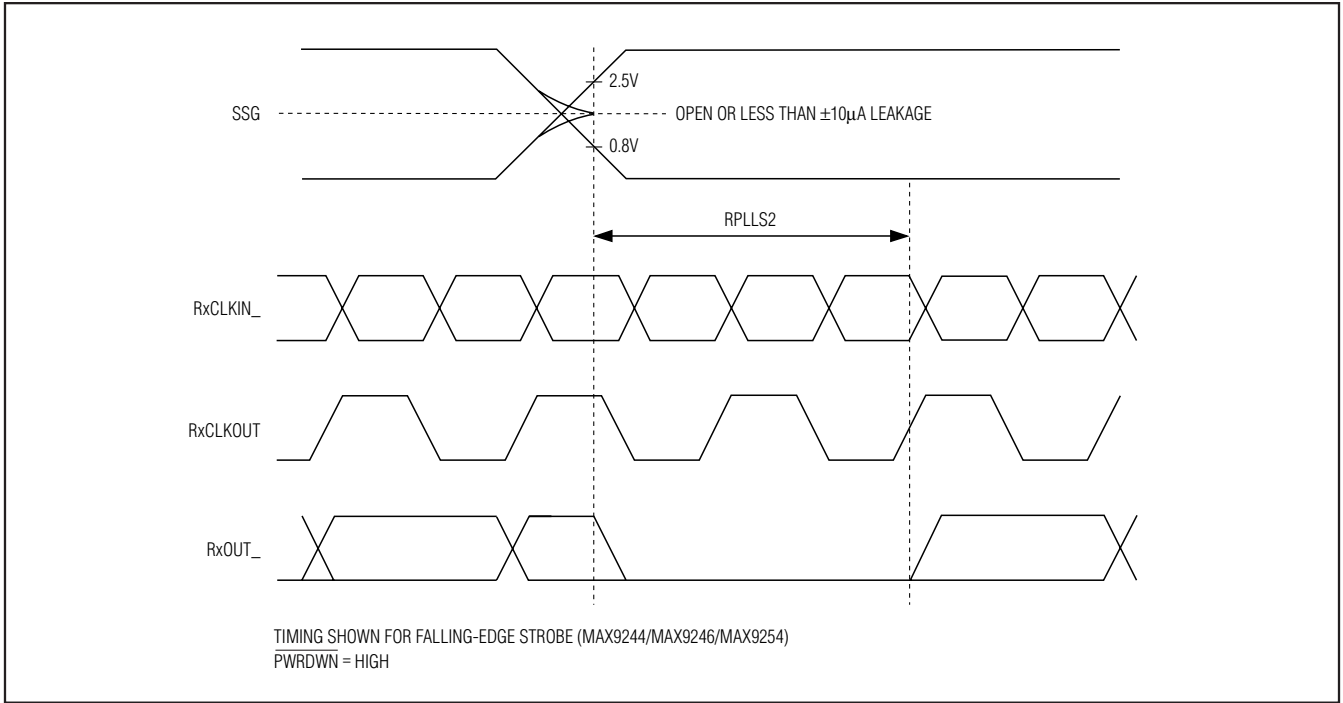 2.5V
SSG
OPEN OR LESS THAN ±10µA LEAKAGE
0.8V
RPLLS2
RxCLKIN_
RxCLKOUT
RxOUT_
TIMING SHOWN FOR FALLING-EDGE STROBE (MAX9244/MAX9246/MAX9254)
PWRDWN = HIGH